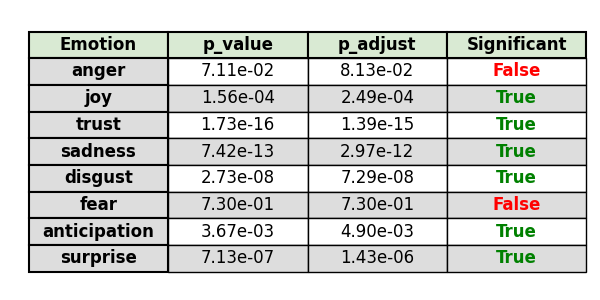 Emotion p_value p_adjust Significant
anger 7.11e-02 8.13e-02 False
joy 1.56e-04 2.49e-04 True
trust 1.73e-16 1.39e-15 True
sadness 7.42e-13 2.97e-12 True
disgust 2.73e-08 7.29e-08 True
fear 7.30e-01 7.30e-01 False
anticipation 3.67e-03 4.90e-03 True
surprise 7.13e-07 1.43e-06 True